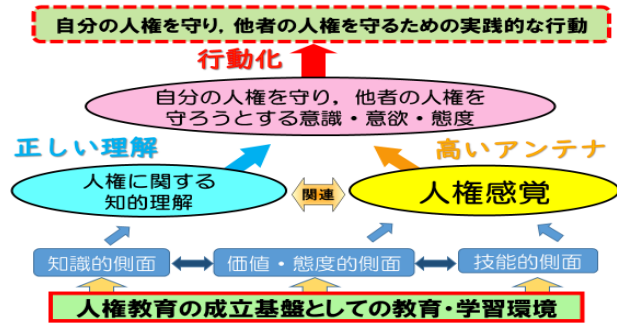 自分の人権を守り，他者の人権を守るための実践的な行動
行動化
自分の人権を守り，他者の人権を
守ろうとする意識・意欲・態度
正しい理解
高いアンテナ
人権に関する
知的理解
関連
人権感覚
知識的側面
価値・態度的側面
技能的側面
人権教育の成立基盤としての教育・学習環境